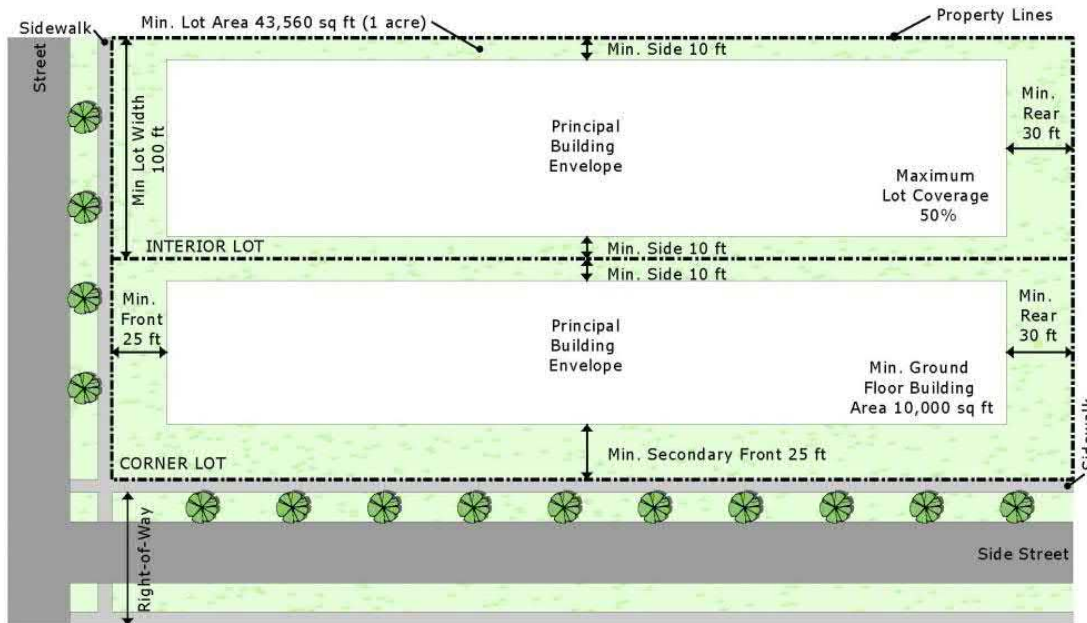 Sidewalk
Min. Lot Area 43,560 sq ft (1 acre)
Property Lines
Street
Min Lot Width
100 ft
Min. Side 10 ft
Principal
Building
Envelope
Min.
Rear
30 ft
Maximum
Lot Coverage
50%
INTERIOR LOT
Min. Side 10 ft
Min. Side 10 ft
Min.
Front
25 ft
Principal
Building
Envelope
Min.
Rear
30 ft
Min. Ground
Floor Building
Area 10,000 sq ft
CORNER LOT
Min. Secondary Front 25 ft
Sidewalk
Right-of-Way
Side Street